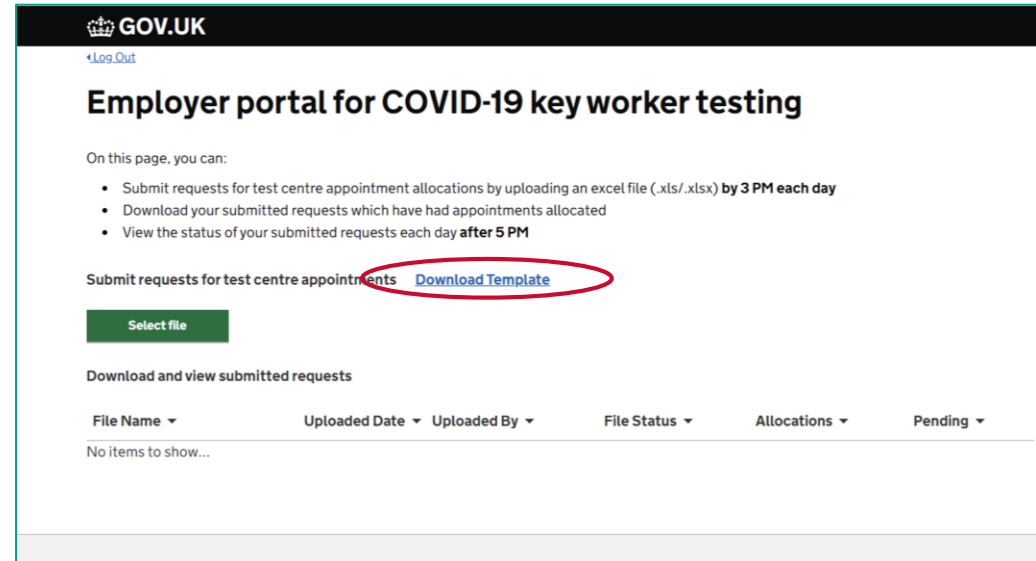 GOV.UK
Log Out
Employer portal for COVID-19 key worker testing
On this page, you can:
• Submit requests for test centre appointment allocations by uploading an excel file (.xls/.xlsx) by 3 PM each day
• Download your submitted requests which have had appointments allocated
• View the status of your submitted requests each day after 5 PM
Submit requests for test centre appointments Download Template
Select file
Download and view submitted requests
File Name Uploaded Date Uploaded By File Status Allocations Pending
No items to show...